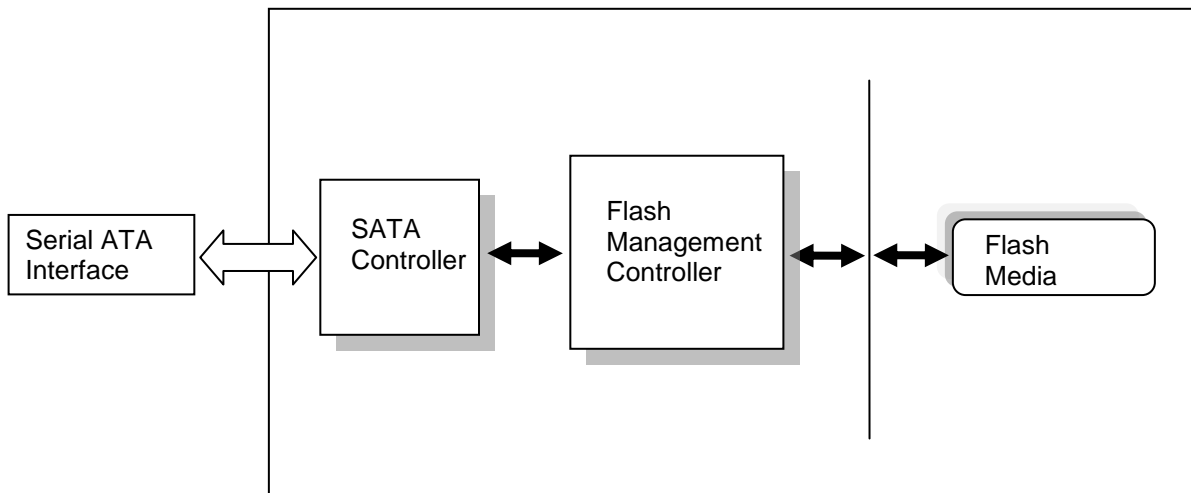 Serial ATA
Interface
SATA
Controller
Flash
Management
Controller
Flash
Media